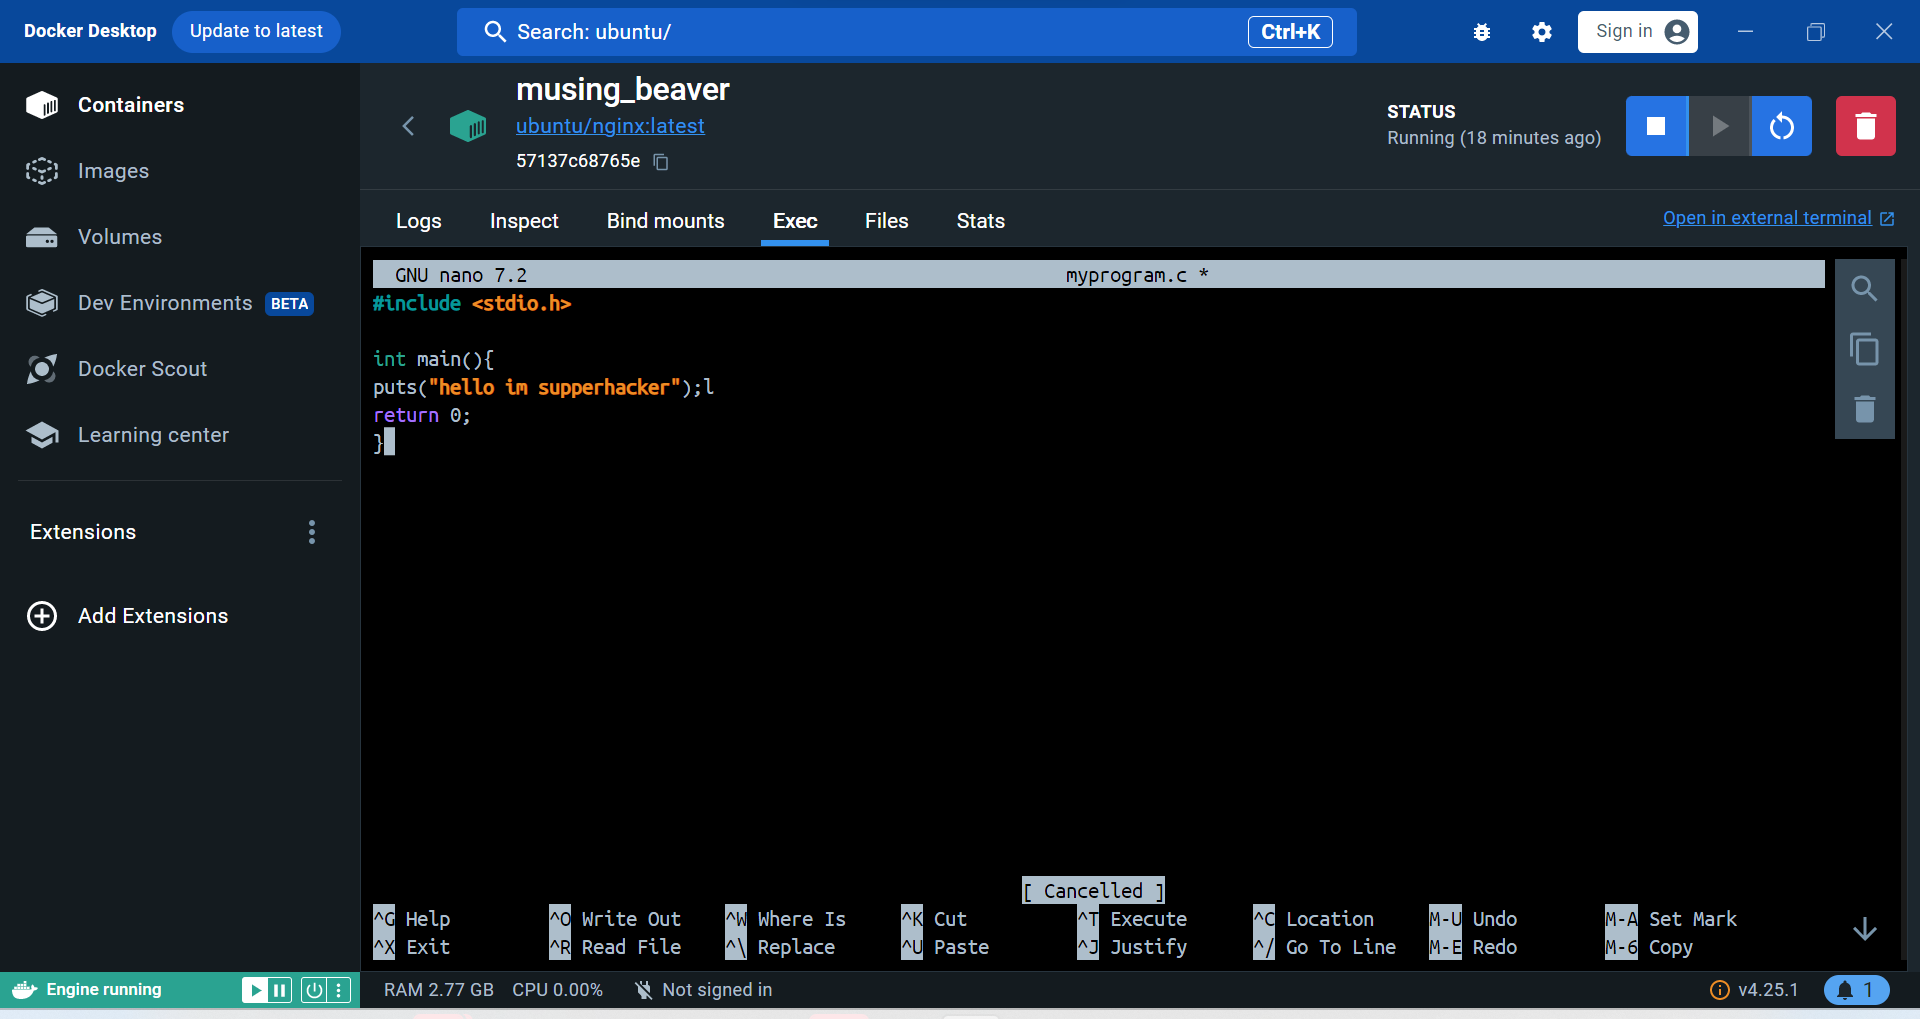 Docker Desktop Update to latest Search: ubuntu/ Ctrl+K Sign in
Containers
Images
Volumes
Dev Environments BETA
Docker Scout
Learning center
Extensions
Add Extensions
musing_beaver
ubuntu/nginx:latest
57137c68765e
STATUS
Running (18 minutes ago)
Logs Inspect Bind mounts Exec Files Stats Open in external terminal
GNU nano 7.2 myprogram.c *
#include <stdio.h>
int main(){
puts("hello im supperhacker");l
return 0;
}
[ Cancelled ]
^G Help ^O Write Out ^W Where Is ^K Cut ^T Execute ^C Location M-U Undo M-A Set Mark
^X Exit ^R Read File ^\ Replace ^U Paste ^J Justify ^/ Go To Line M-E Redo M-6 Copy
Engine running RAM 2.77 GB CPU 0.00% Not signed in v4.25.1 1